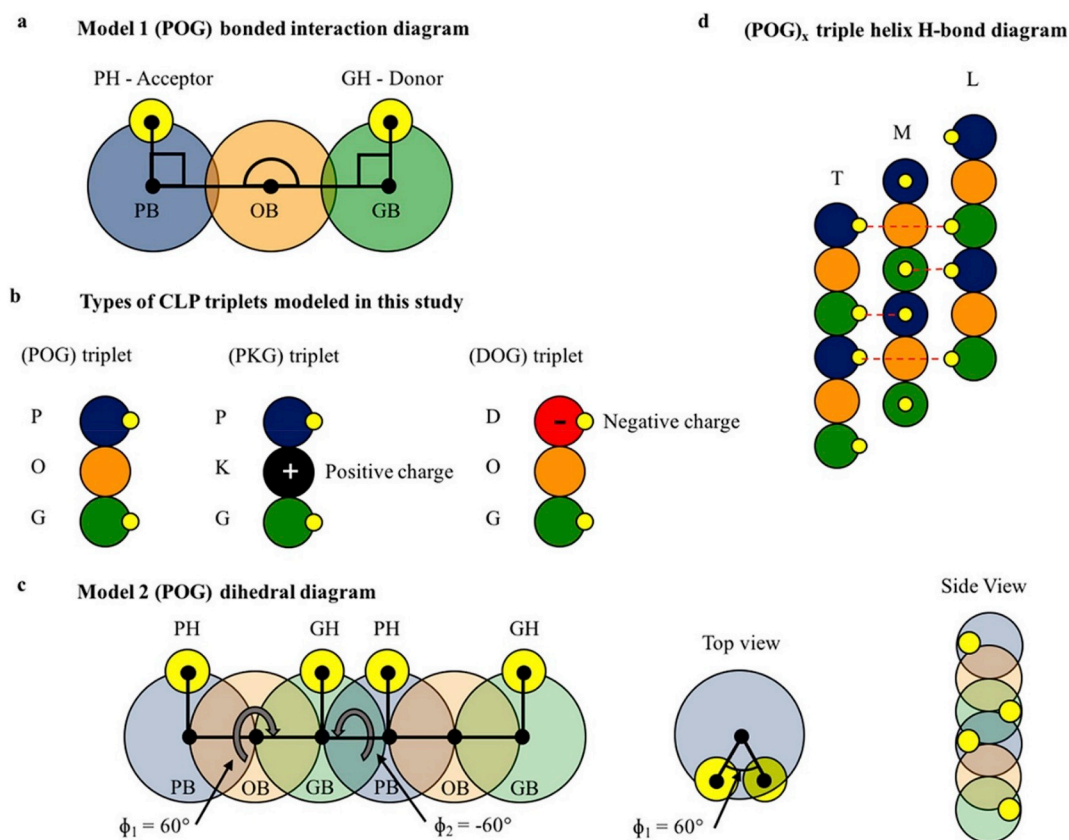 a Model 1 (POG) bonded interaction diagram
PH - Acceptor GH - Donor
PB OB GB
b Types of CLP triplets modeled in this study
(POG) triplet (PKG) triplet (DOG) triplet
P P D - Negative charge
O K + Positive charge O
G G G
c Model 2 (POG) dihedral diagram
PH GH PH GH
PB OB GB PB OB GB
ϕ1 = 60° ϕ2 = -60°
Top view
ϕ1 = 60°
Side View
d (POG)x triple helix H-bond diagram
L
M
T